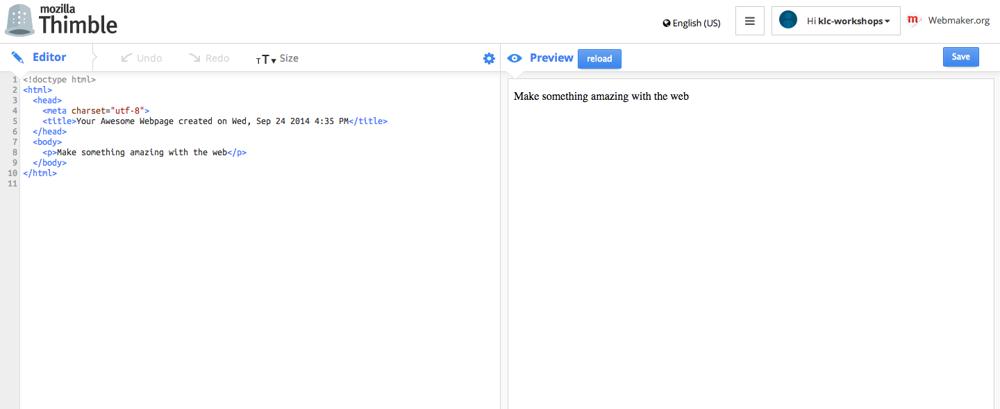 mozilla
Thimble
English (US)
Hi klc-workshops
m
Webmaker.org
Editor
Undo
Redo
TT Size
Preview
reload
Save
1 <!doctype html>
2 <html>
3   <head>
4     <meta charset="utf-8">
5     <title>Your Awesome Webpage created on Wed, Sep 24 2014 4:35 PM</title>
6   </head>
7   <body>
8     <p>Make something amazing with the web</p>
9   </body>
10 </html>
11
Make something amazing with the web